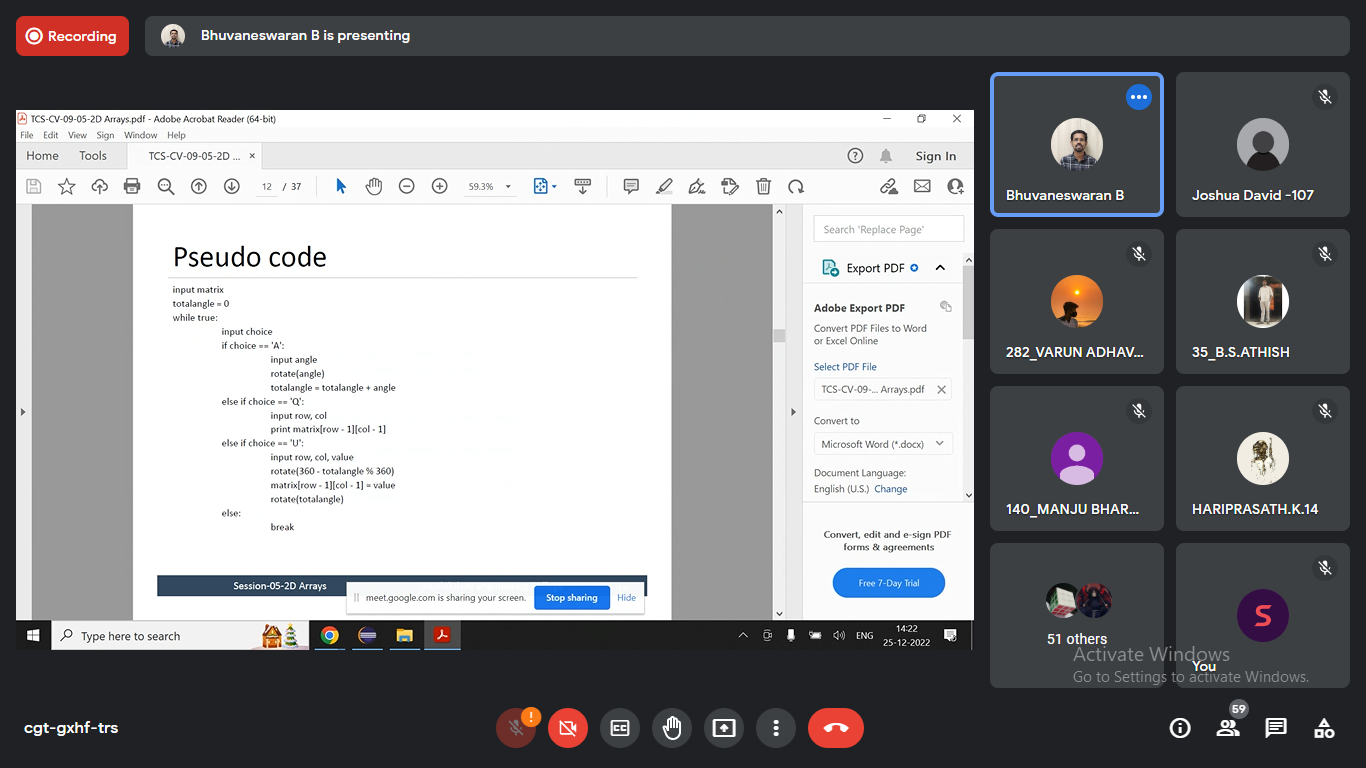 Recording
Bhuvaneswaran B is presenting
TCS-CV-09-05-2D Arrays.pdf - Adobe Acrobat Reader (64-bit)
File Edit View Sign Window Help
Home Tools TCS-CV-09-05-2D ... × Sign In
12 / 37 59.3%
Pseudo code
input matrix
totalangle = 0
while true:
input choice
if choice == 'A':
input angle
rotate(angle)
totalangle = totalangle + angle
else if choice == 'Q':
input row, col
print matrix[row - 1][col - 1]
else if choice == 'U':
input row, col, value
rotate(360 - totalangle % 360)
matrix[row - 1][col - 1] = value
rotate(totalangle)
else:
break
Session-05-2D Arrays
meet.google.com is sharing your screen. Stop sharing Hide
Search 'Replace Page'
Export PDF
Adobe Export PDF
Convert PDF Files to Word
or Excel Online
Select PDF File
TCS-CV-09-... Arrays.pdf
Convert to
Microsoft Word (*.docx)
Document Language:
English (U.S.) Change
Convert, edit and e-sign PDF
forms & agreements
Free 7-Day Trial
Type here to search
ENG
14:22
25-12-2022
Bhuvaneswaran B
Joshua David -107
282_VARUN ADHAV...
35_B.S.ATHISH
140_MANJU BHAR...
HARIPRASATH.K.14
51 others
S
You
Activate Windows
Go to Settings to activate Windows.
cgt-gxhf-trs
59